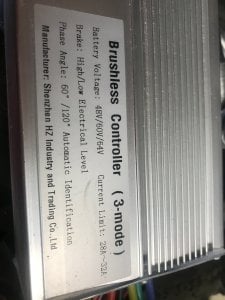 Brushless Controller ( 3-mode )
Battery Voltage: 48V/60V/64V Current Limit: 28A~32A
Brake: High/Low Electrical Level
Phase Angle: 60° /120° Automatic Identification
Manufacturer: Shenzhen HZ Industry and Trading Co.,Ltd